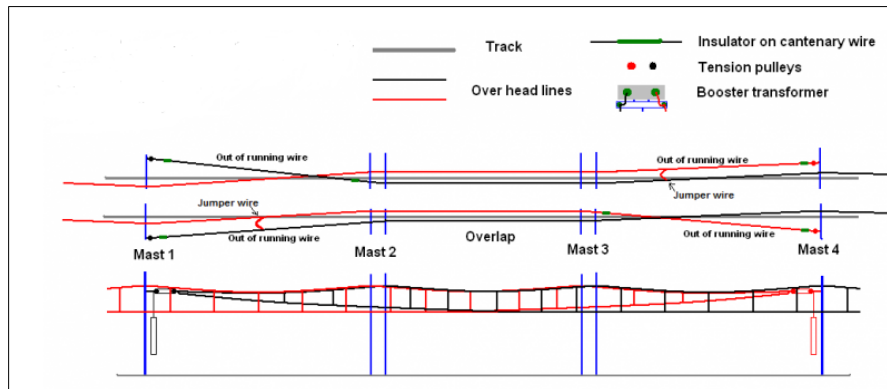 Track
Insulator on cantenary wire
Tension pulleys
Over head lines
Booster transformer
Out of running wire
Out of running wire
Jumper wire
Jumper wire
Out of running wire
Overlap
Out of running wire
Mast 1
Mast 2
Mast 3
Mast 4